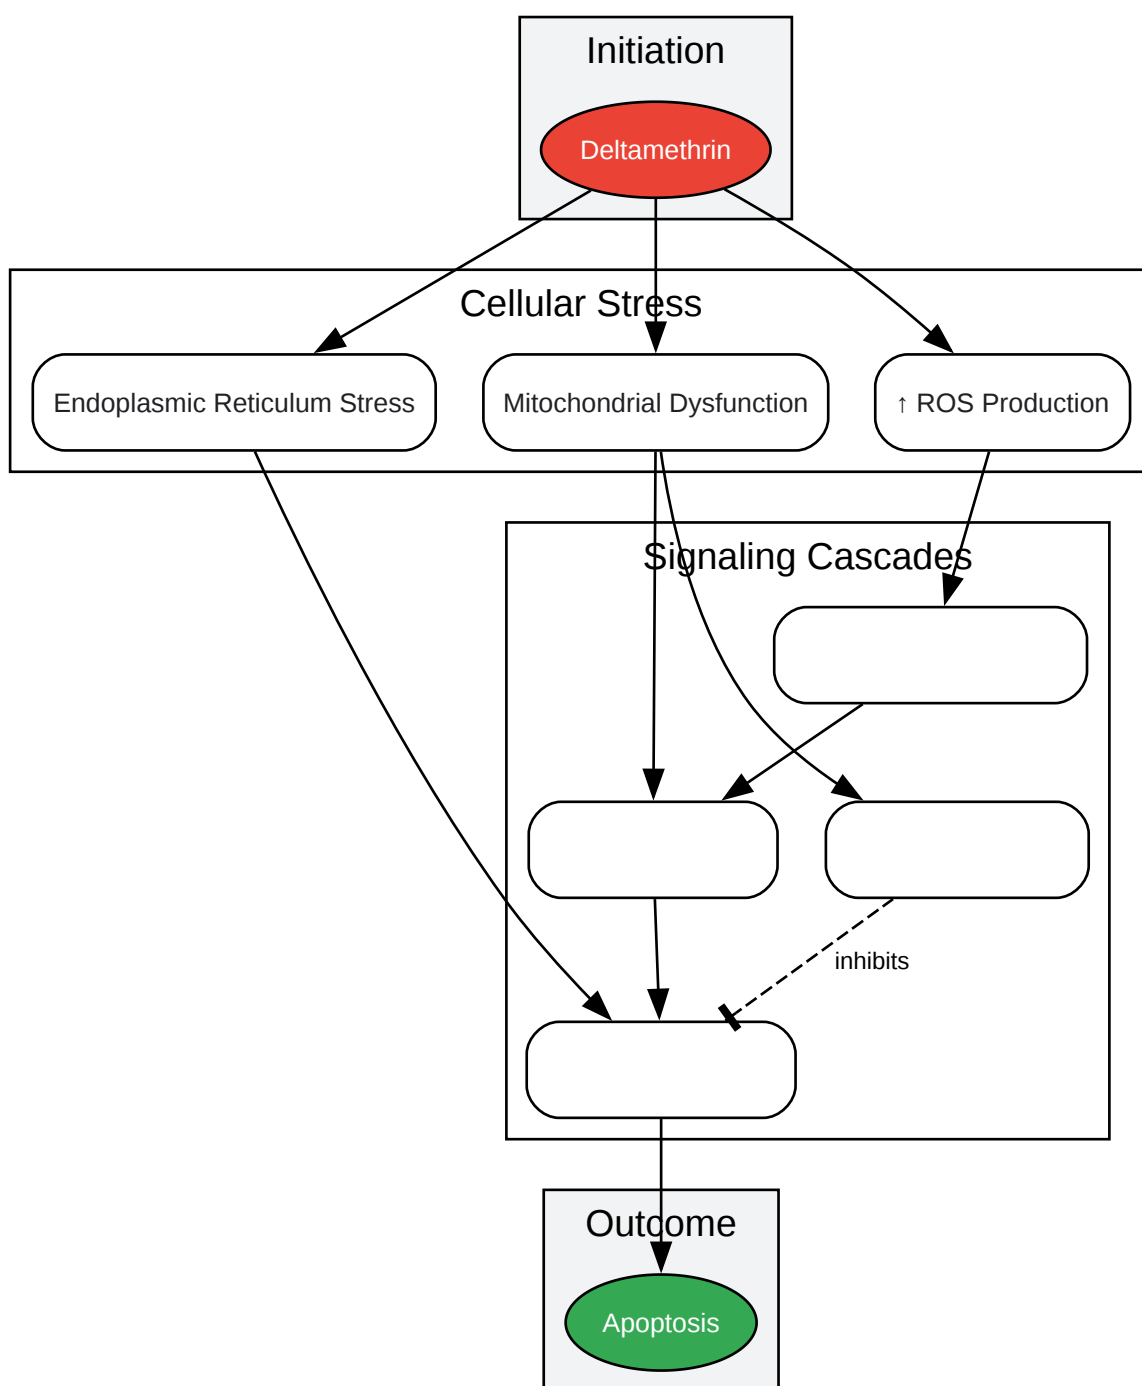 Initiation
Deltamethrin
Cellular Stress
Endoplasmic Reticulum Stress
Mitochondrial Dysfunction
↑ ROS Production
Signaling Cascades
inhibits
Outcome
Apoptosis